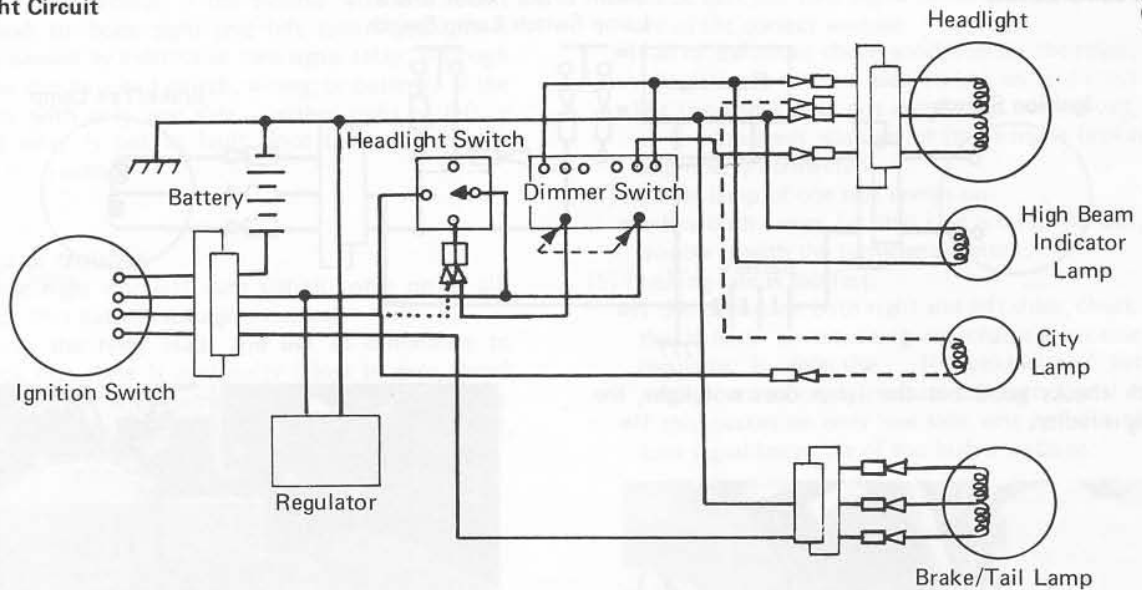 ht Circuit
Headlight
Headlight Switch
Battery
Dimmer Switch
High Beam
Indicator
Lamp
City
Lamp
Ignition Switch
Regulator
Brake/Tail Lamp